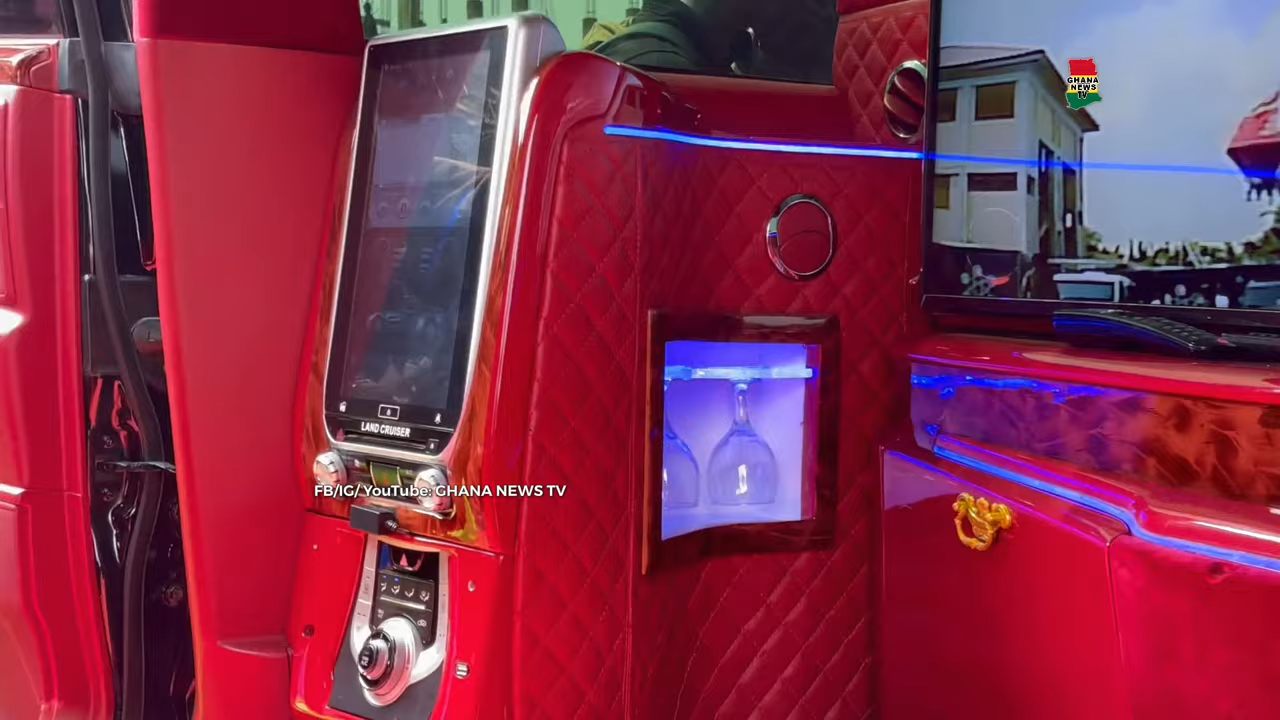 GHANA
NEWS
TV
LAND CRUISER
FB/IG/ YouTube: GHANA NEWS TV